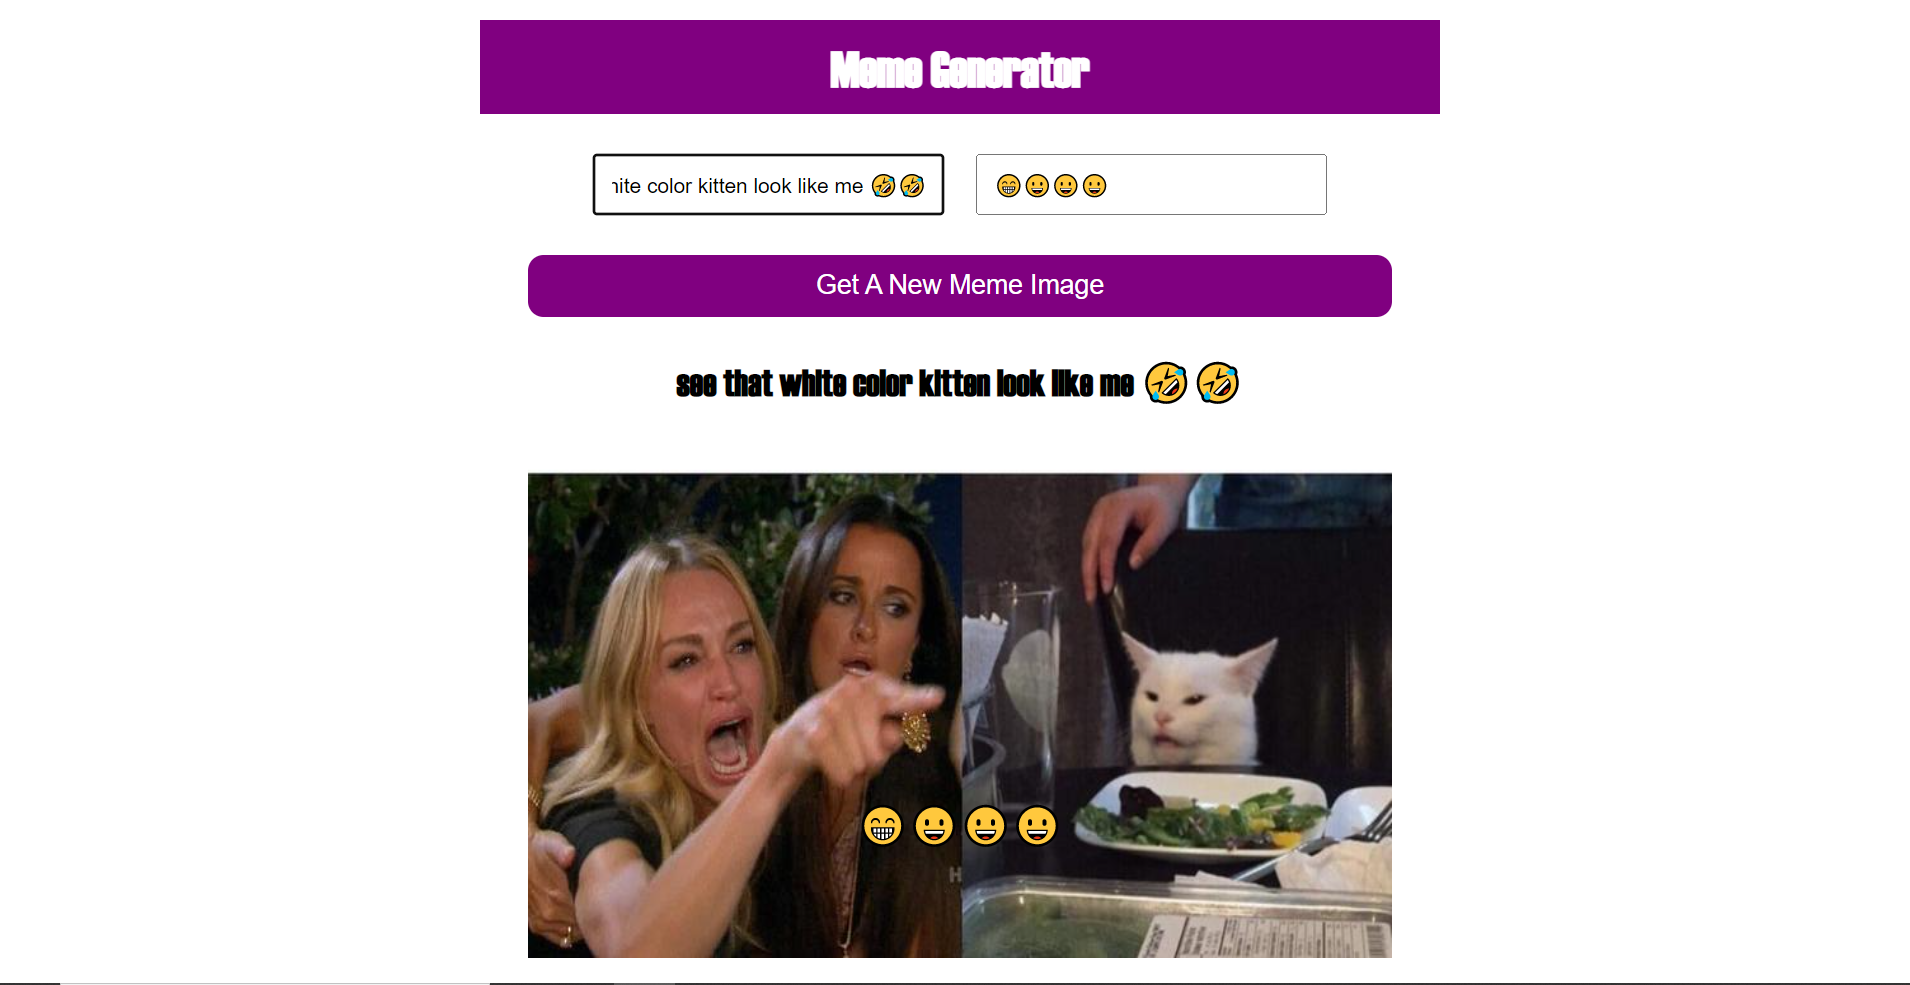 Meme Generator
ite color kitten look like me 🤣🤣
😁😀😀😀
Get A New Meme Image
see that white color kitten look like me 🤣🤣
😁😀😀😀
H